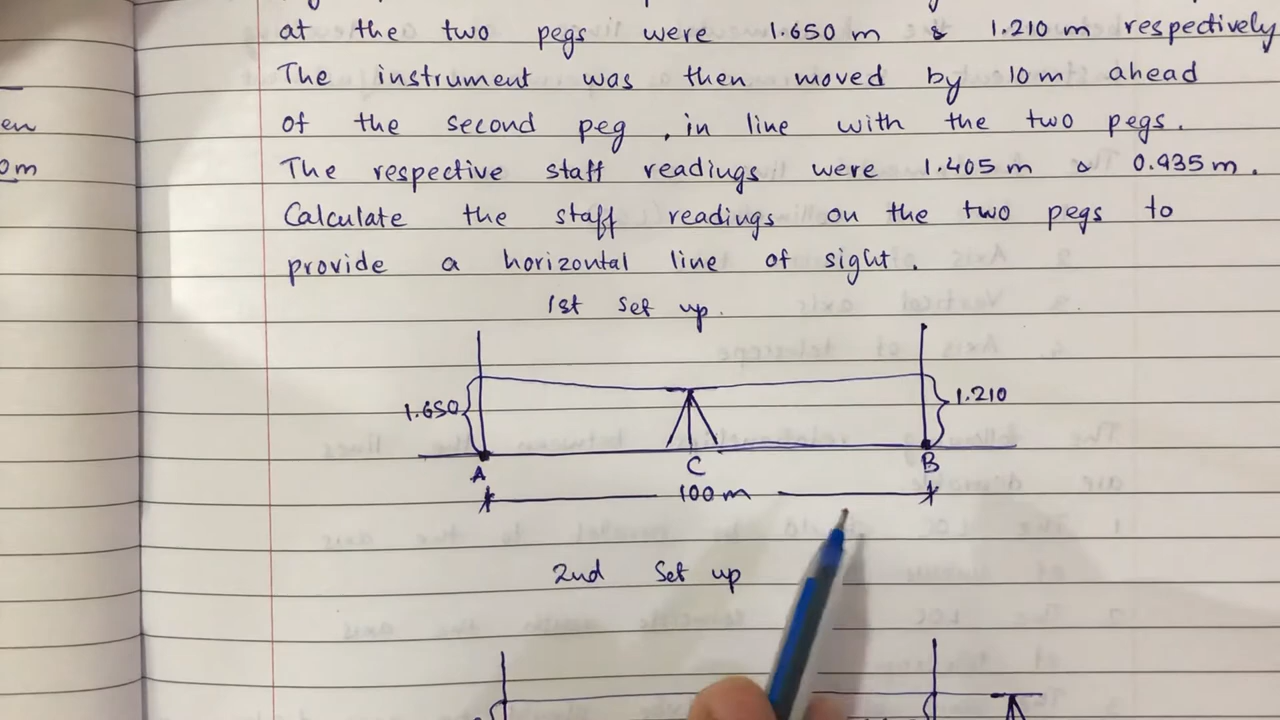 at the two pegs were 1.650 m & 1.210 m respectively
The instrument was then moved by 10 m ahead
of the second peg, in line with the two pegs.
The respective staff readings were 1.405 m & 0.935 m.
Calculate the staff readings on the two pegs to
provide a horizontal line of sight.
1st Set up.
1.650
1.210
A
C
B
100 m
2nd Set up
en
0m